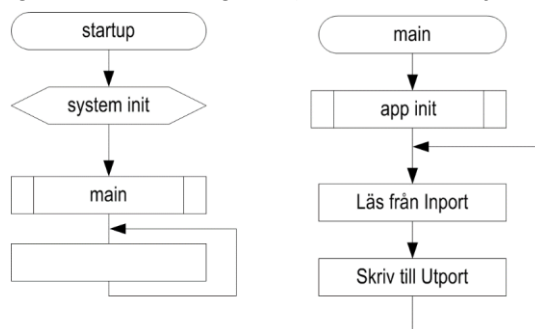 startup
system init
main
main
app init
Läs från Inport
Skriv till Utport